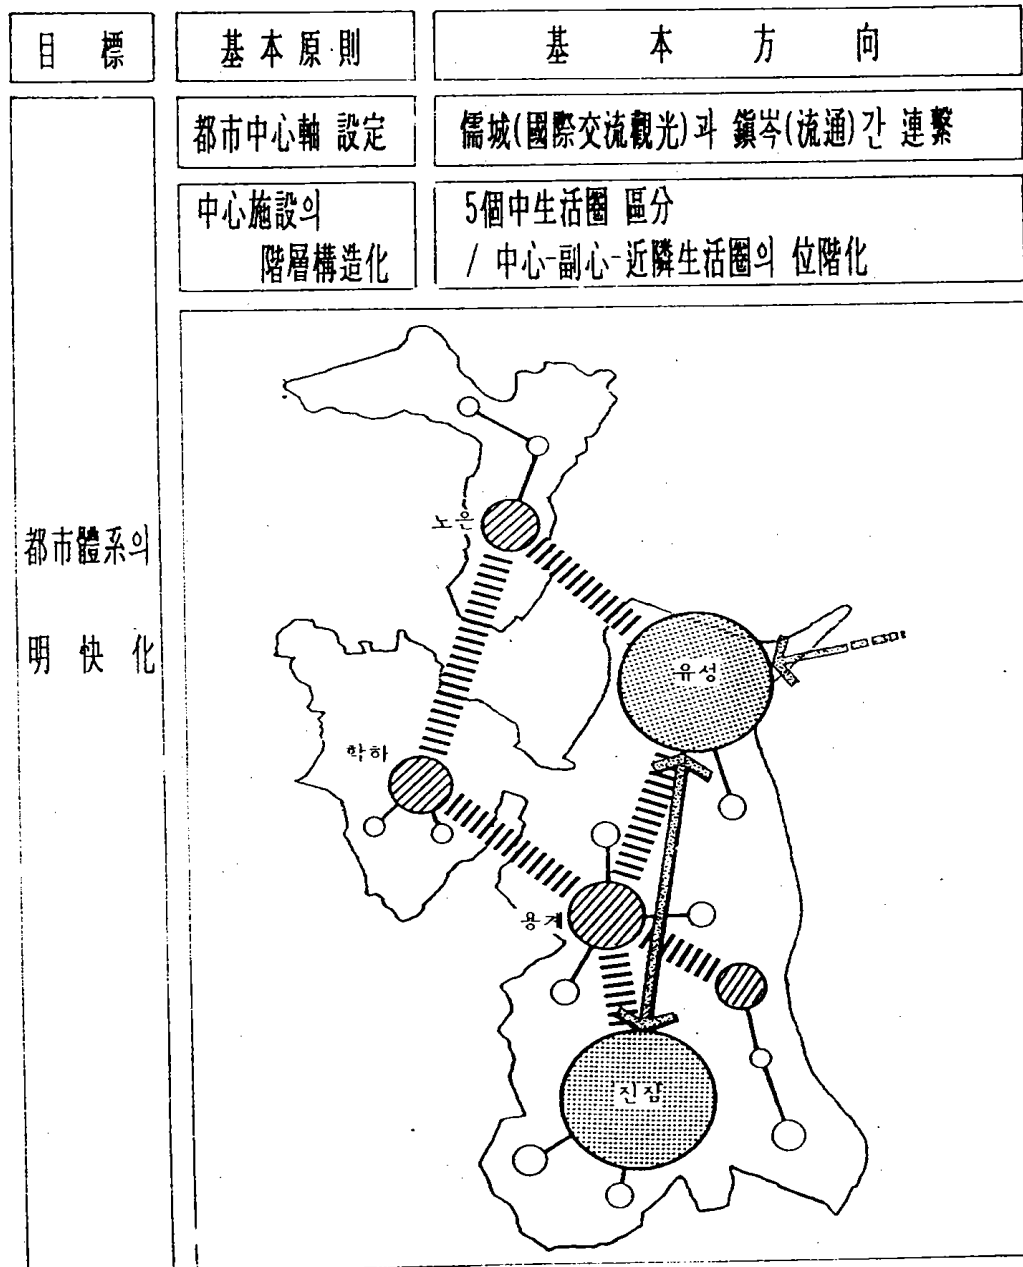 目 標
基本原則
基 本 方 向
都市中心軸 設定
儒城(國際交流觀光)과 鎭岑(流通)간 連繫
中心施設의
階層構造化
5個中生活圈 區分
/ 中心-副心-近隣生活圈의 位階化
都市體系의
明 快 化
노은
유성
학하
용계
진잠